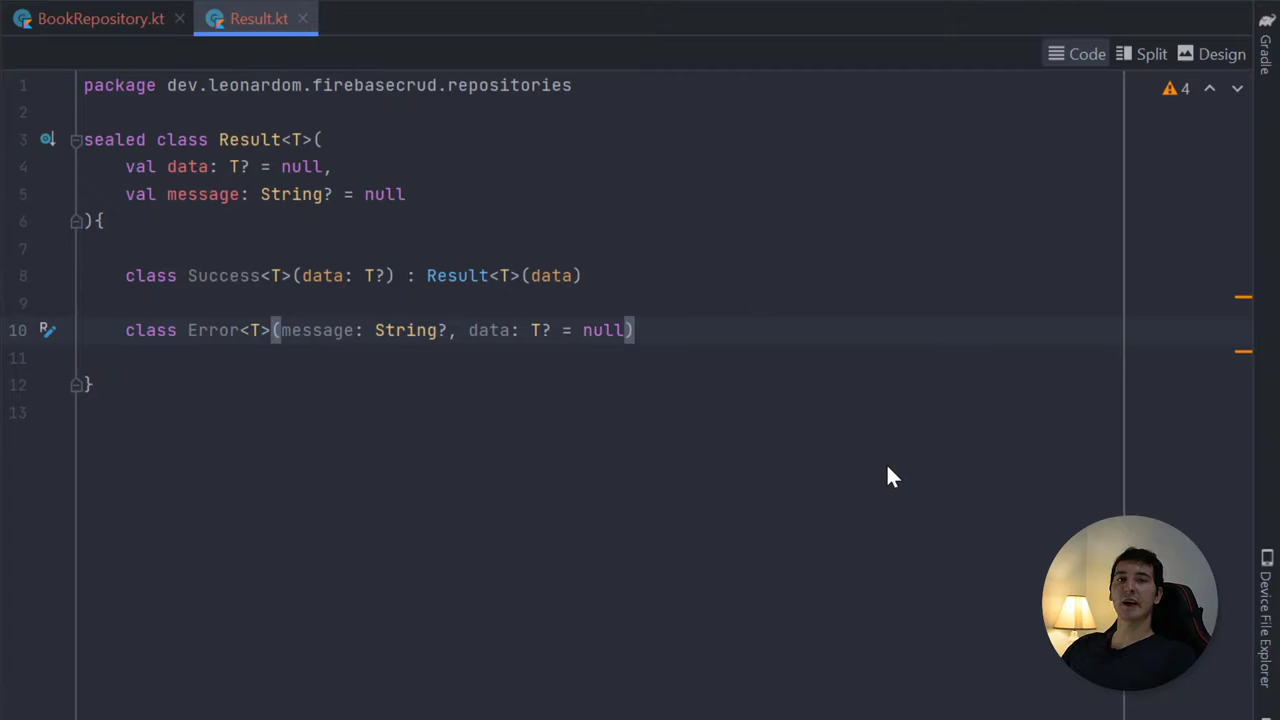 BookRepository.kt
Result.kt
Code
Split
Design
Gradle
4
1 package dev.leonardom.firebasecrud.repositories
2
3 sealed class Result<T>(
4 val data: T? = null,
5 val message: String? = null
6 ){
7
8 class Success<T>(data: T?) : Result<T>(data)
9
10 class Error<T>(message: String?, data: T? = null)
11
12 }
13
Device File Explorer